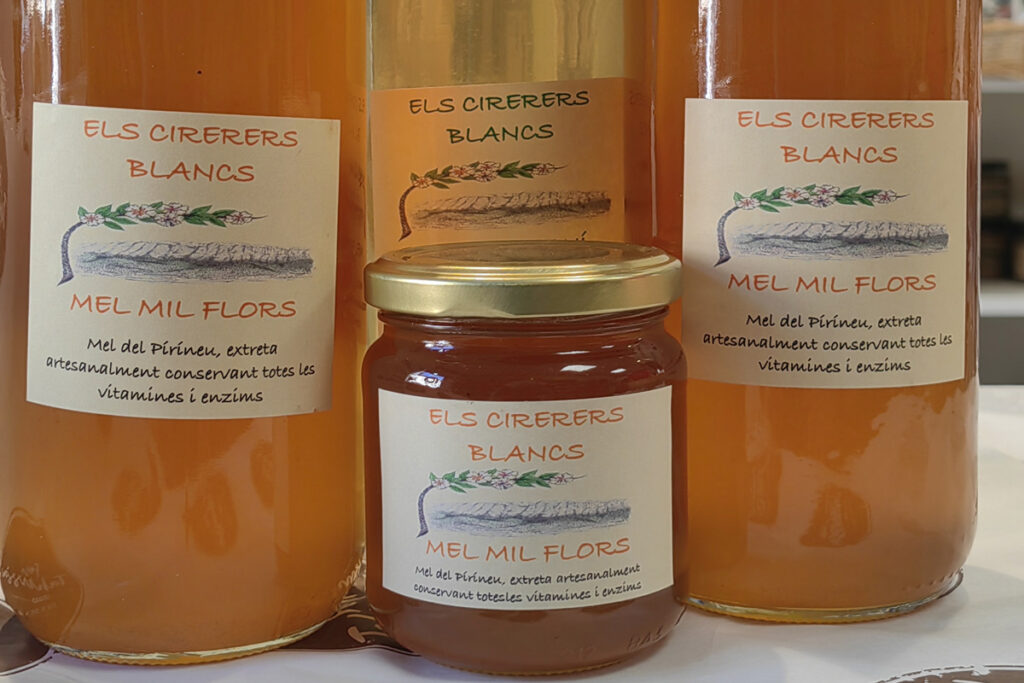 ELS CIRERERS
BLANCS
MEL MIL FLORS
Mel del Pirineu, extreta
artesanalment conservant totes les
vitamines i enzims
ELS CIRERERS
BLANCS
ELS CIRERERS
BLANCS
MEL MIL FLORS
Mel del Pirineu, extreta
artesanalment conservant totes les
vitamines i enzims
ELS CIRERERS
BLANCS
MEL MIL FLORS
Mel del Pirineu, extreta artesanalment
conservant totesles vitamines i enzims